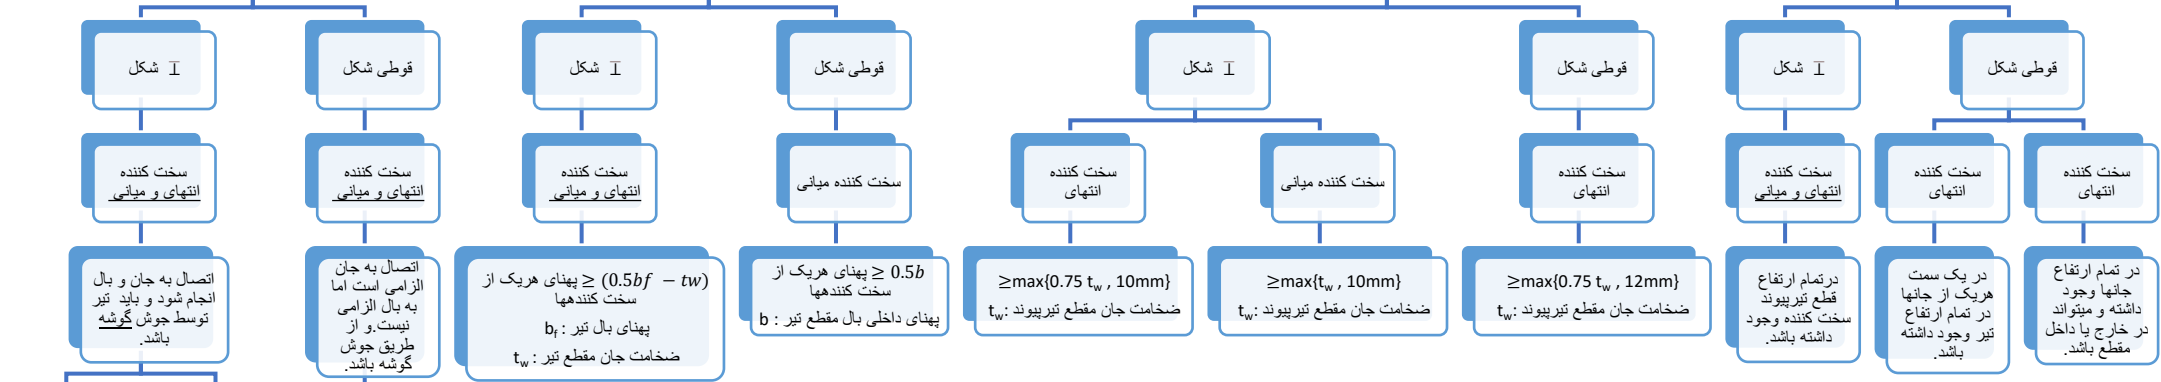 قوطی شکل
I شکل
قوطی شکل
I شکل
قوطی شکل
I شکل
قوطی شکل
I شکل
سخت کننده
انتهای
سخت کننده
انتهای
سخت کننده
انتهای و میانی
سخت کننده
انتهای
سخت کننده میانی
سخت کننده
انتهای
سخت کننده میانی
سخت کننده
انتهای و میانی
سخت کننده
انتهای و میانی
سخت کننده
انتهای و میانی
در تمام ارتفاع
جانها وجود
داشته و میتواند
در خارج یا داخل
مقطع باشد.
در یک سمت
هریک از جانها
در تمام ارتفاع
تیر وجود داشته
باشد.
درتمام ارتفاع
قطع تیرپیوند
سخت کننده وجود
داشته باشد.
≥max{0.75 tw , 12mm}
ضخامت جان مقطع تیرپیوند :tw
≥max{tw , 10mm}
ضخامت جان مقطع تیرپیوند :tw
≥max{0.75 tw , 10mm}
ضخامت جان مقطع تیرپیوند :tw
پهنای هریک از ≥ 0.5b
سخت کنندهها
پهنای داخلی بال مقطع تیر : b
پهنای هریک از ≥ (0.5bf − tw)
سخت کنندهها
پهنای بال تیر : bf
ضخامت جان مقطع تیر : tw
اتصال به جان
الزامی است اما
به بال الزامی
نیست.و از
طریق جوش
گوشه باشد.
اتصال به جان و بال
تیر انجام شود و باید
توسط جوش گوشه
باشد.